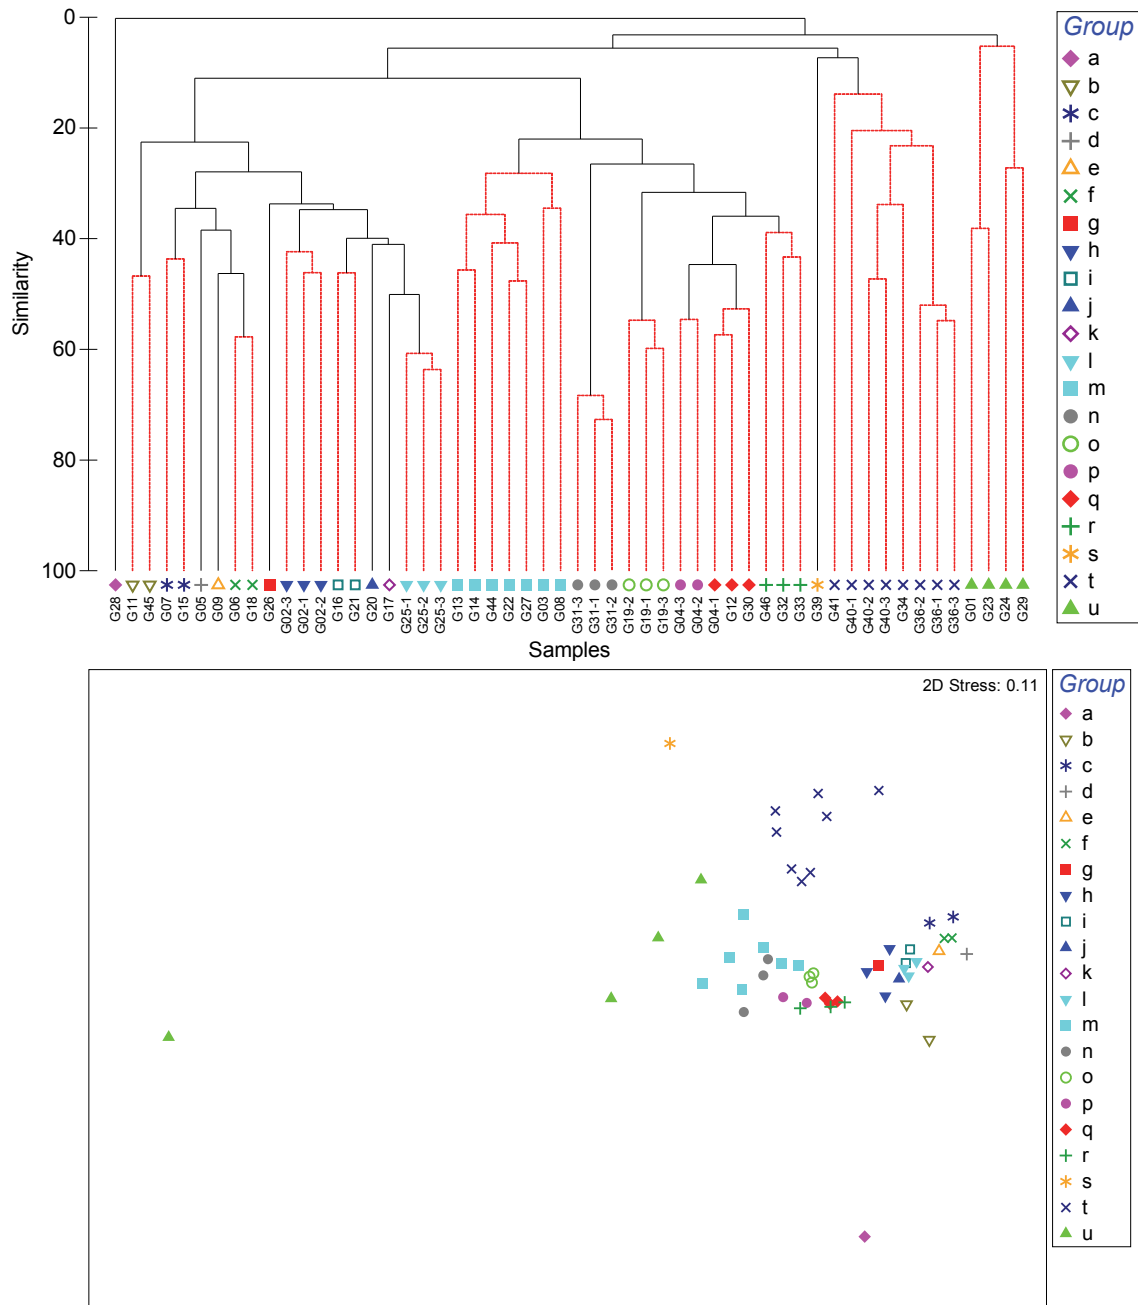 0
20
40
60
80
100
Similarity
G28
G11
G45
G07
G15
G05
G09
G06
G18
G26
G02-3
G02-1
G02-2
G16
G21
G20
G17
G25-1
G25-2
G25-3
G13
G14
G44
G22
G27
G03
G08
G31-3
G31-1
G31-2
G19-2
G19-1
G19-3
G04-3
G04-2
G04-1
G12
G30
G46
G32
G33
G39
G41
G40-1
G40-2
G40-3
G34
G36-2
G36-1
G36-3
G01
G23
G24
G29
Samples
Group
a
b
c
d
e
f
g
h
i
j
k
l
m
n
o
p
q
r
s
t
u
2D Stress: 0.11
Group
a
b
c
d
e
f
g
h
i
j
k
l
m
n
o
p
q
r
s
t
u